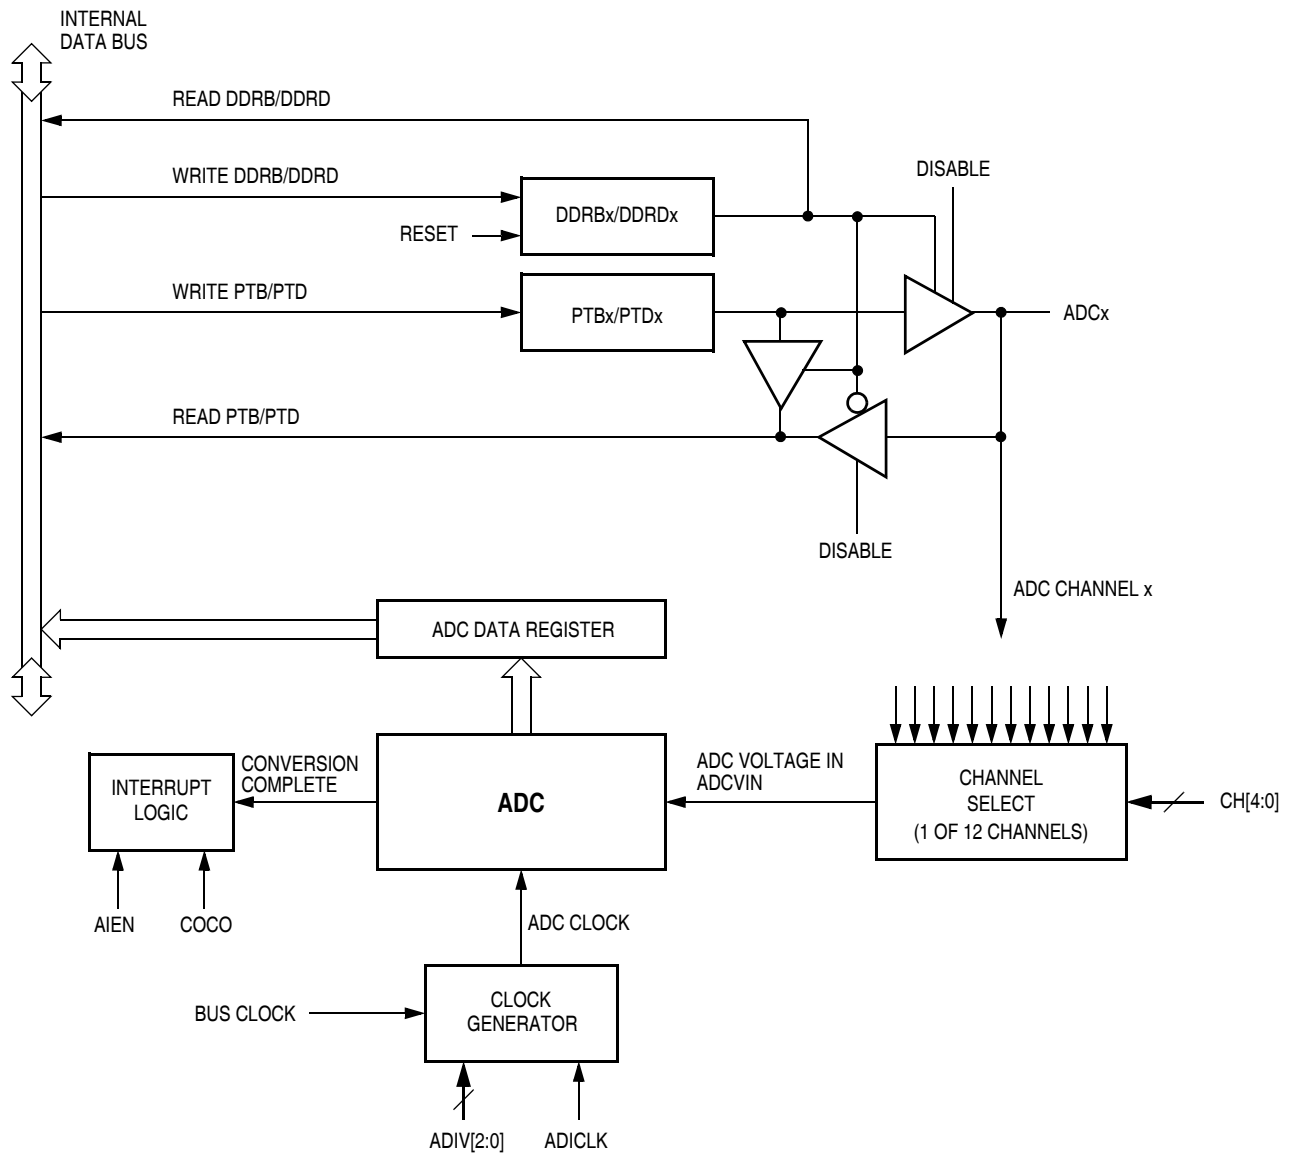 INTERNAL
DATA BUS
READ DDRB/DDRD
WRITE DDRB/DDRD
DISABLE
DDRBx/DDRDx
RESET
WRITE PTB/PTD
PTBx/PTDx
ADCx
READ PTB/PTD
DISABLE
ADC CHANNEL x
ADC DATA REGISTER
INTERRUPT
LOGIC
CONVERSION
COMPLETE
ADC
ADC VOLTAGE IN
ADCVIN
CHANNEL
SELECT
(1 OF 12 CHANNELS)
CH[4:0]
AIEN
COCO
ADC CLOCK
BUS CLOCK
CLOCK
GENERATOR
ADIV[2:0]
ADICLK